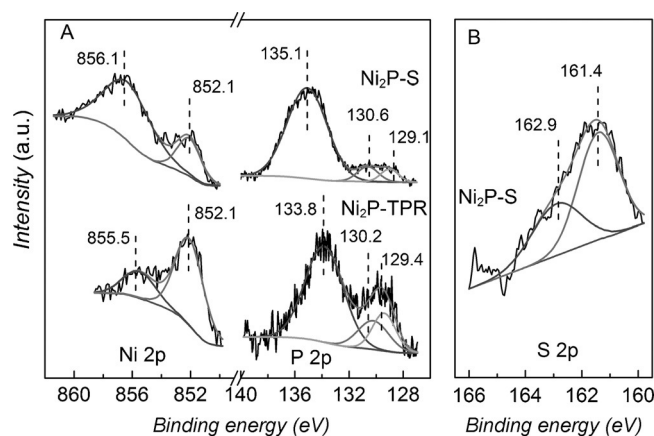 A
856.1
852.1
135.1
Ni₂P-S
130.6
129.1
855.5
852.1
133.8
Ni₂P-TPR
130.2
129.4
Ni 2p
P 2p
860
856
852
140
136
132
128
Binding energy (eV)
Intensity (a.u.)
B
161.4
162.9
Ni₂P-S
S 2p
166
164
162
160
Binding energy (eV)